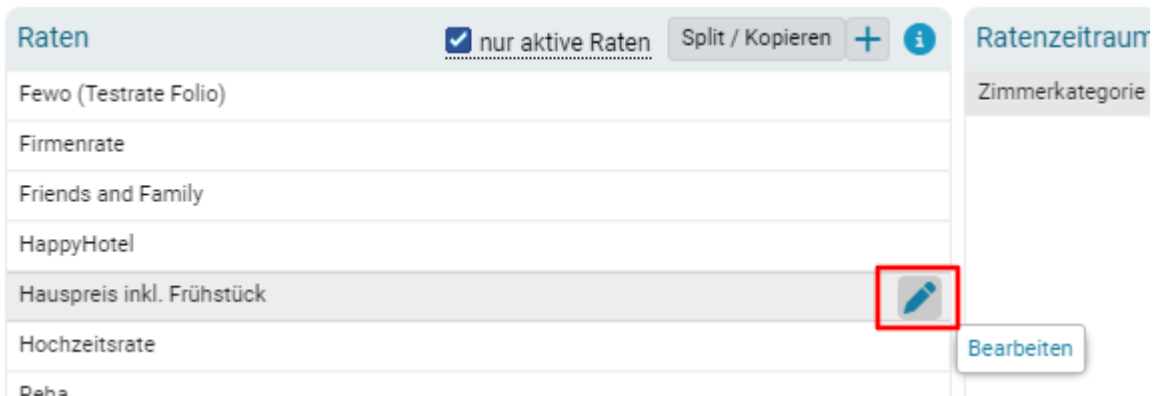 Raten
nur aktive Raten
Split / Kopieren
Ratenzeitraum
Fewo (Testrate Folio)
Zimmerkategorie
Firmenrate
Friends and Family
HappyHotel
Hauspreis inkl. Frühstück
Hochzeitsrate
Bearbeiten
Reha